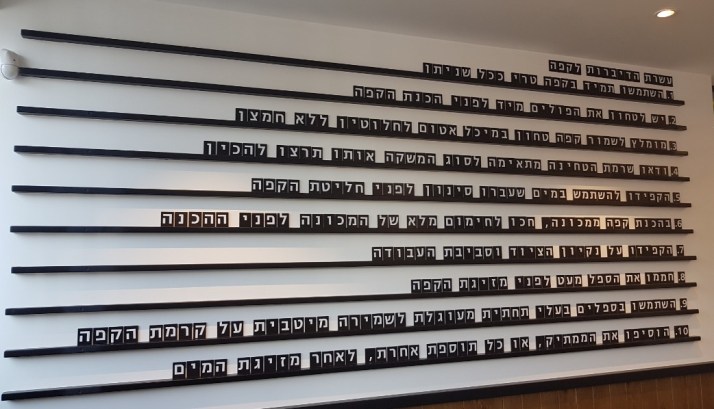 עשרת הדיברות לקפה
1. השתמשו תמיד בקפה טרי ככל שניתן
2. יש לטחון את הפולים מיד לפני הכנת הקפה
3. מומלץ לשמור קפה טחון במיכל אטום לחלוטין ללא חמצן
4. ודאו שרמת הטחינה מתאימה לסוג המשקה אותו תרצו להכין
5. הקפידו להשתמש במים שעברו סינון לפני חליטת הקפה
6. בהכנת קפה ממכונה, חכו לחימום מלא של המכונה לפני ההכנה
7. הקפידו על נקיון הציוד וסביבת העבודה
8. חממו את הספל מעט לפני מזיגת הקפה
9. השתמשו בספלים בעלי תחתית מעוגלת לשמירה מיטבית על קרמת הקפה
10. הוסיפו את הממתיק, או כל תוספת אחרת, לאחר מזיגת המים